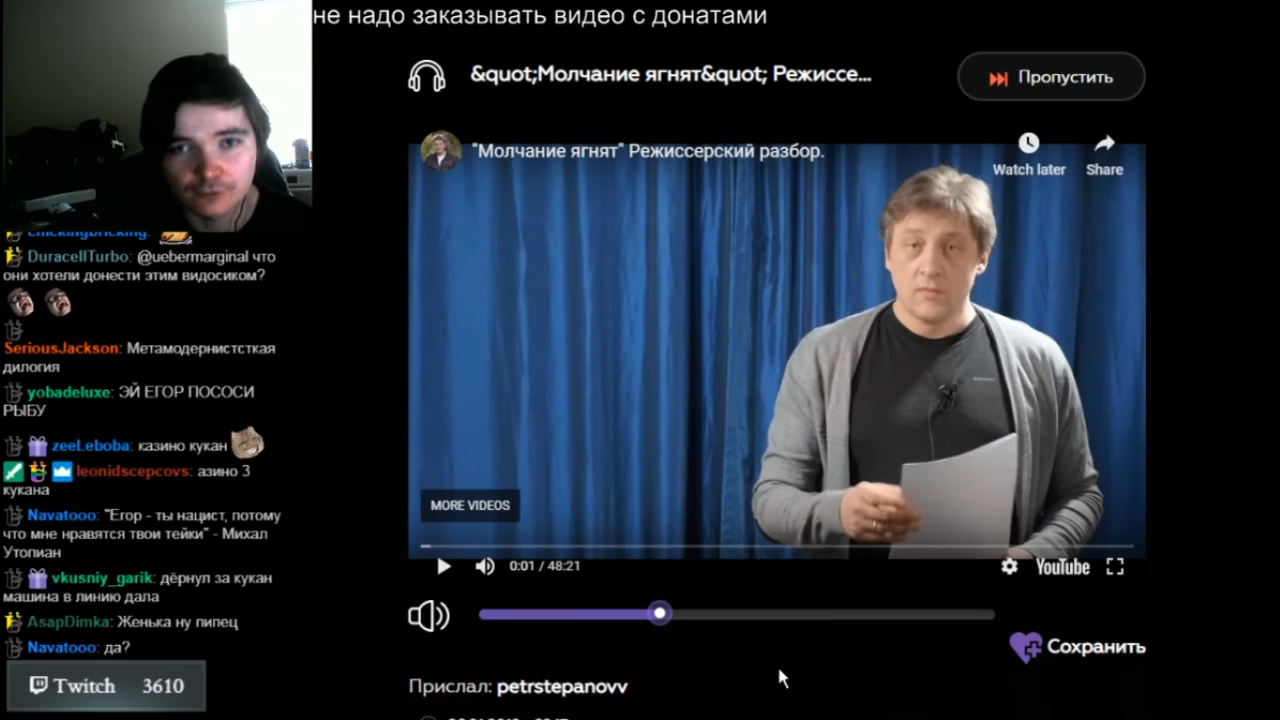 не надо заказывать видео с донатами
&quot;Молчание ягнят&quot; Режиссе...
Пропустить
"Молчание ягнят" Режиссерский разбор.
Watch later
Share
MORE VIDEOS
0:01 / 48:21
YouTube
Сохранить
Прислал: petrstepanovv
chickingbricking:
DuracellTurbo: @uebermarginal что
они хотели донести этим видосиком?
SeriousJackson: Метамодернистсткая
дилогия
yobadeluxe: ЭЙ ЕГОР ПОСОСИ
РЫБУ
zeeLeboba: казино кукан
leonidscepcovs: азино 3
кукана
Navatooo: "Егор - ты нацист, потому
что мне нравятся твои тейки" - Михал
Утопиан
vkusniy_garik: дёрнул за кукан
машина в линию дала
AsapDimka: Женька ну пипец
Navatooo: да?
Twitch 3610